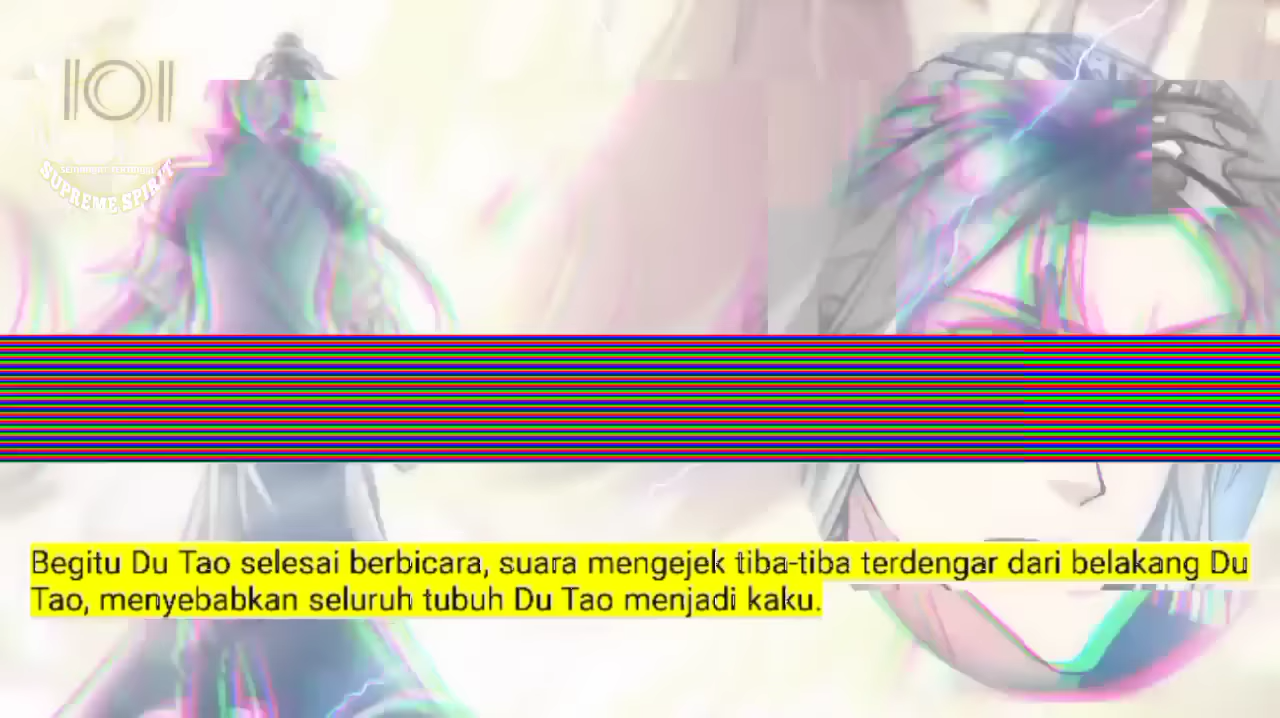 101
SUPREME SPIRIT
Begitu Du Tao selesai berbicara, suara mengejek tiba-tiba terdengar dari belakang Du
Tao, menyebabkan seluruh tubuh Du Tao menjadi kaku.